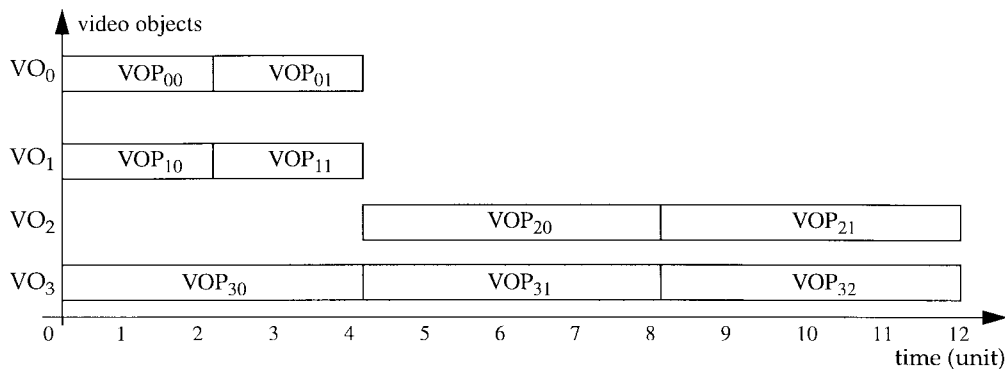 video objects
VO0 VOP00 VOP01
VO1 VOP10 VOP11
VO2 VOP20 VOP21
VO3 VOP30 VOP31 VOP32
0 1 2 3 4 5 6 7 8 9 10 11 12
time (unit)